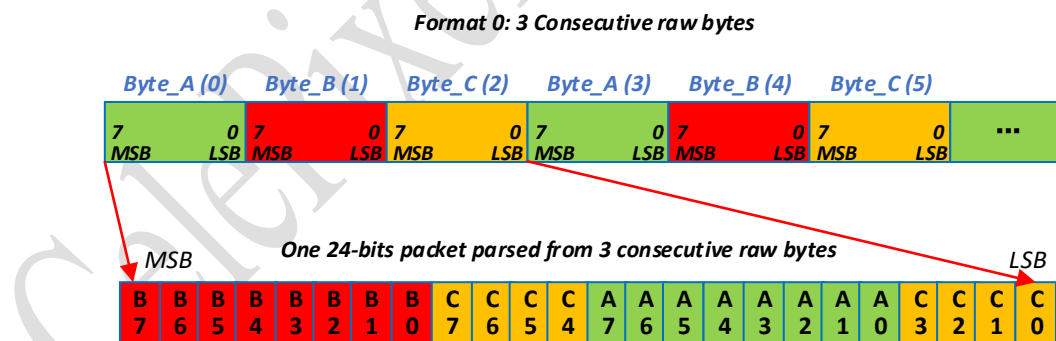 Format 0: 3 Consecutive raw bytes
Byte_A (0) Byte_B (1) Byte_C (2) Byte_A (3) Byte_B (4) Byte_C (5)
7 0 7 0 7 0 7 0 7 0 7 0 ...
MSB LSB MSB LSB MSB LSB MSB LSB MSB LSB MSB LSB
MSB One 24-bits packet parsed from 3 consecutive raw bytes LSB
B B B B B B B B C C C C A A A A A A A A C C C C
7 6 5 4 3 2 1 0 7 6 5 4 7 6 5 4 3 2 1 0 3 2 1 0
CelePixel